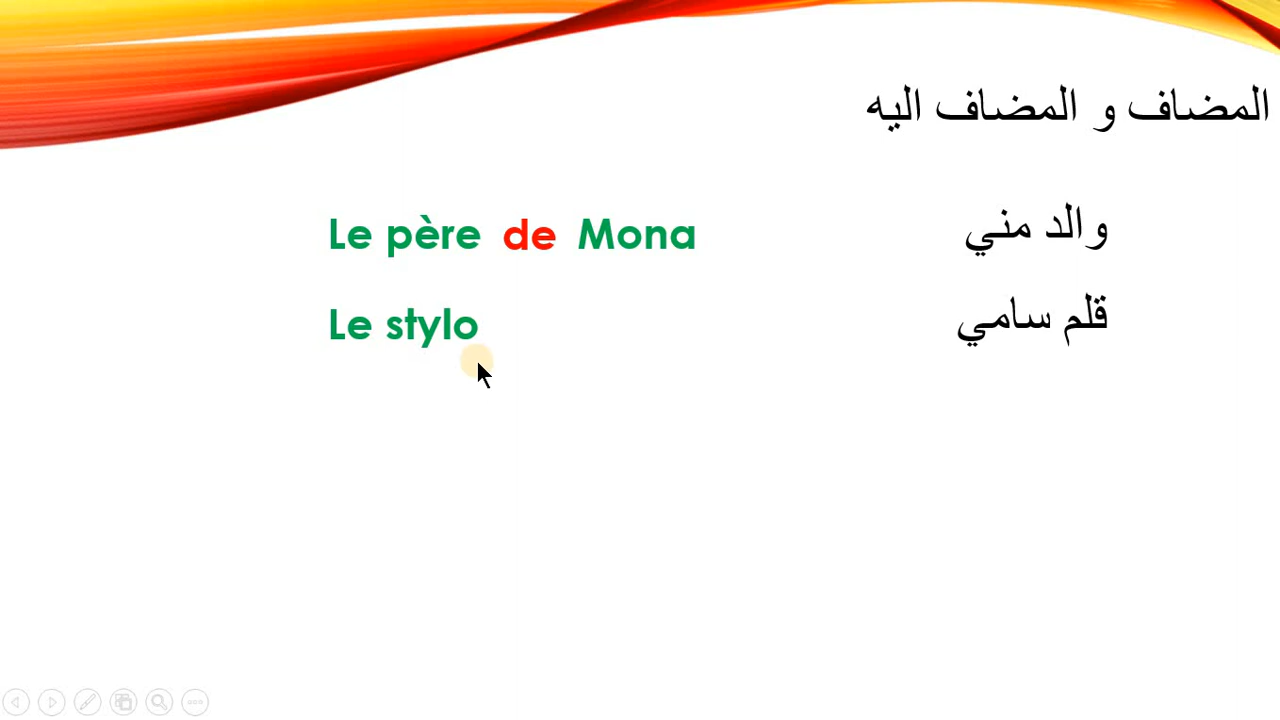 المضاف و المضاف اليه
Le père de Mona
والد مني
Le stylo
قلم سامي